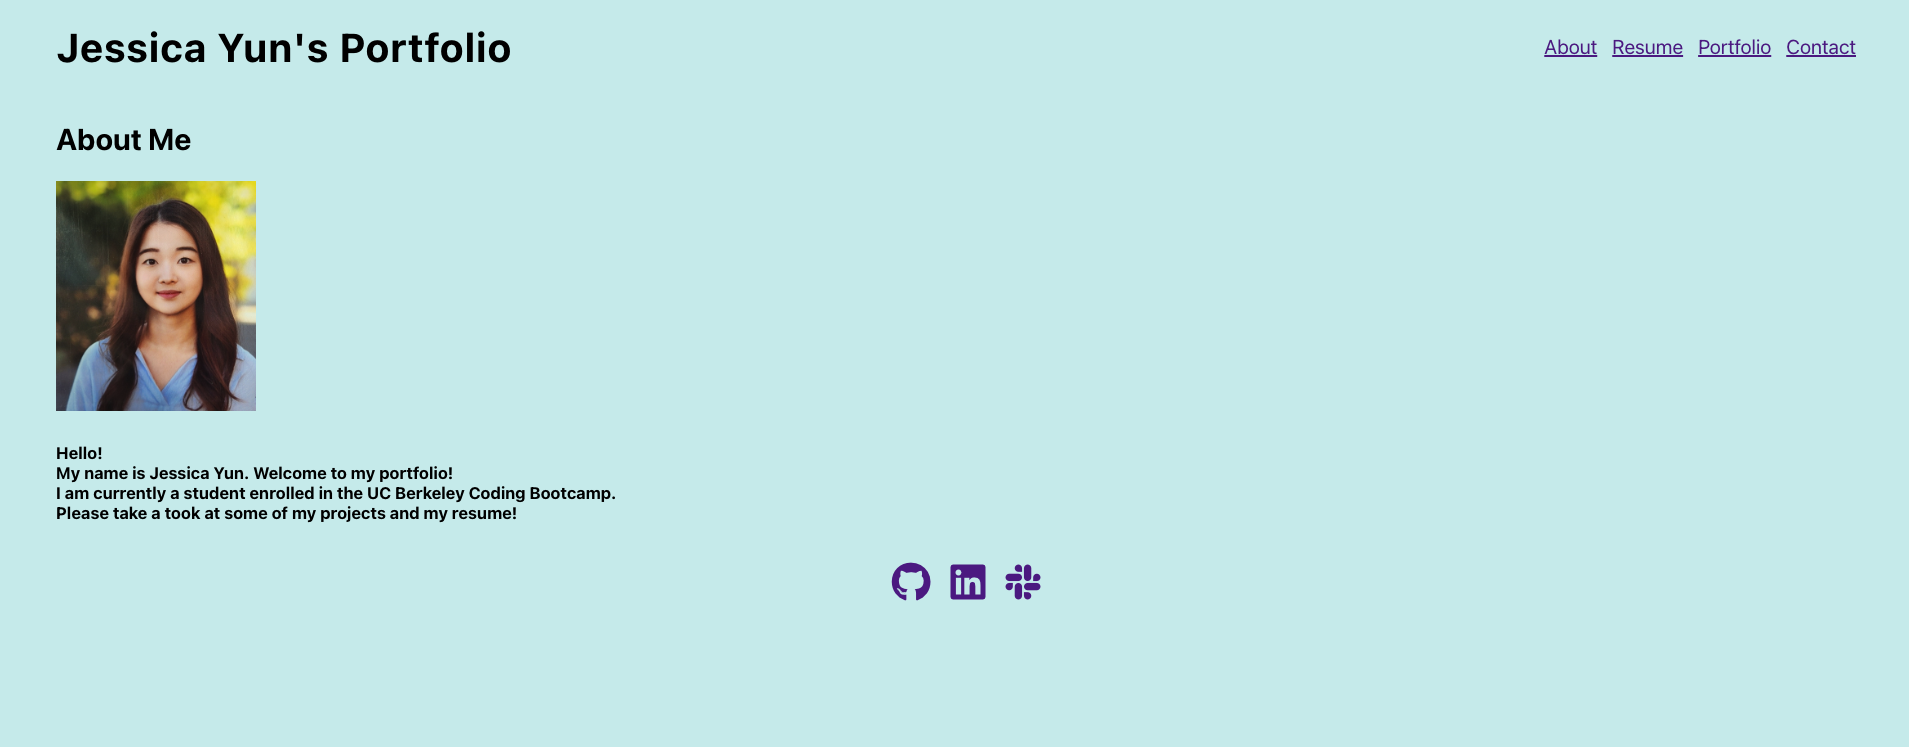 Jessica Yun's Portfolio
About Resume Portfolio Contact
About Me
Hello!
My name is Jessica Yun. Welcome to my portfolio!
I am currently a student enrolled in the UC Berkeley Coding Bootcamp.
Please take a took at some of my projects and my resume!
in